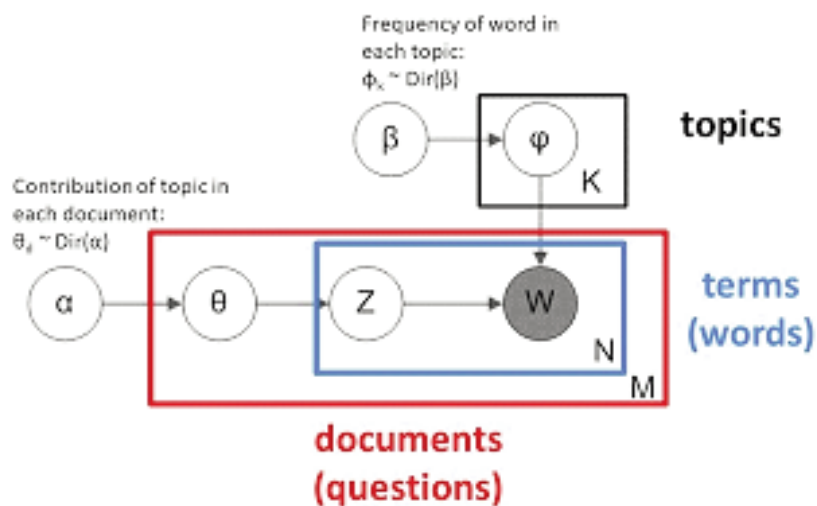 Frequency of word in
each topic:
ϕₖ ~ Dir(β)
β
φ
K
topics
Contribution of topic in
each document:
θ_d ~ Dir(α)
α
θ
Z
W
N
M
terms
(words)
documents
(questions)